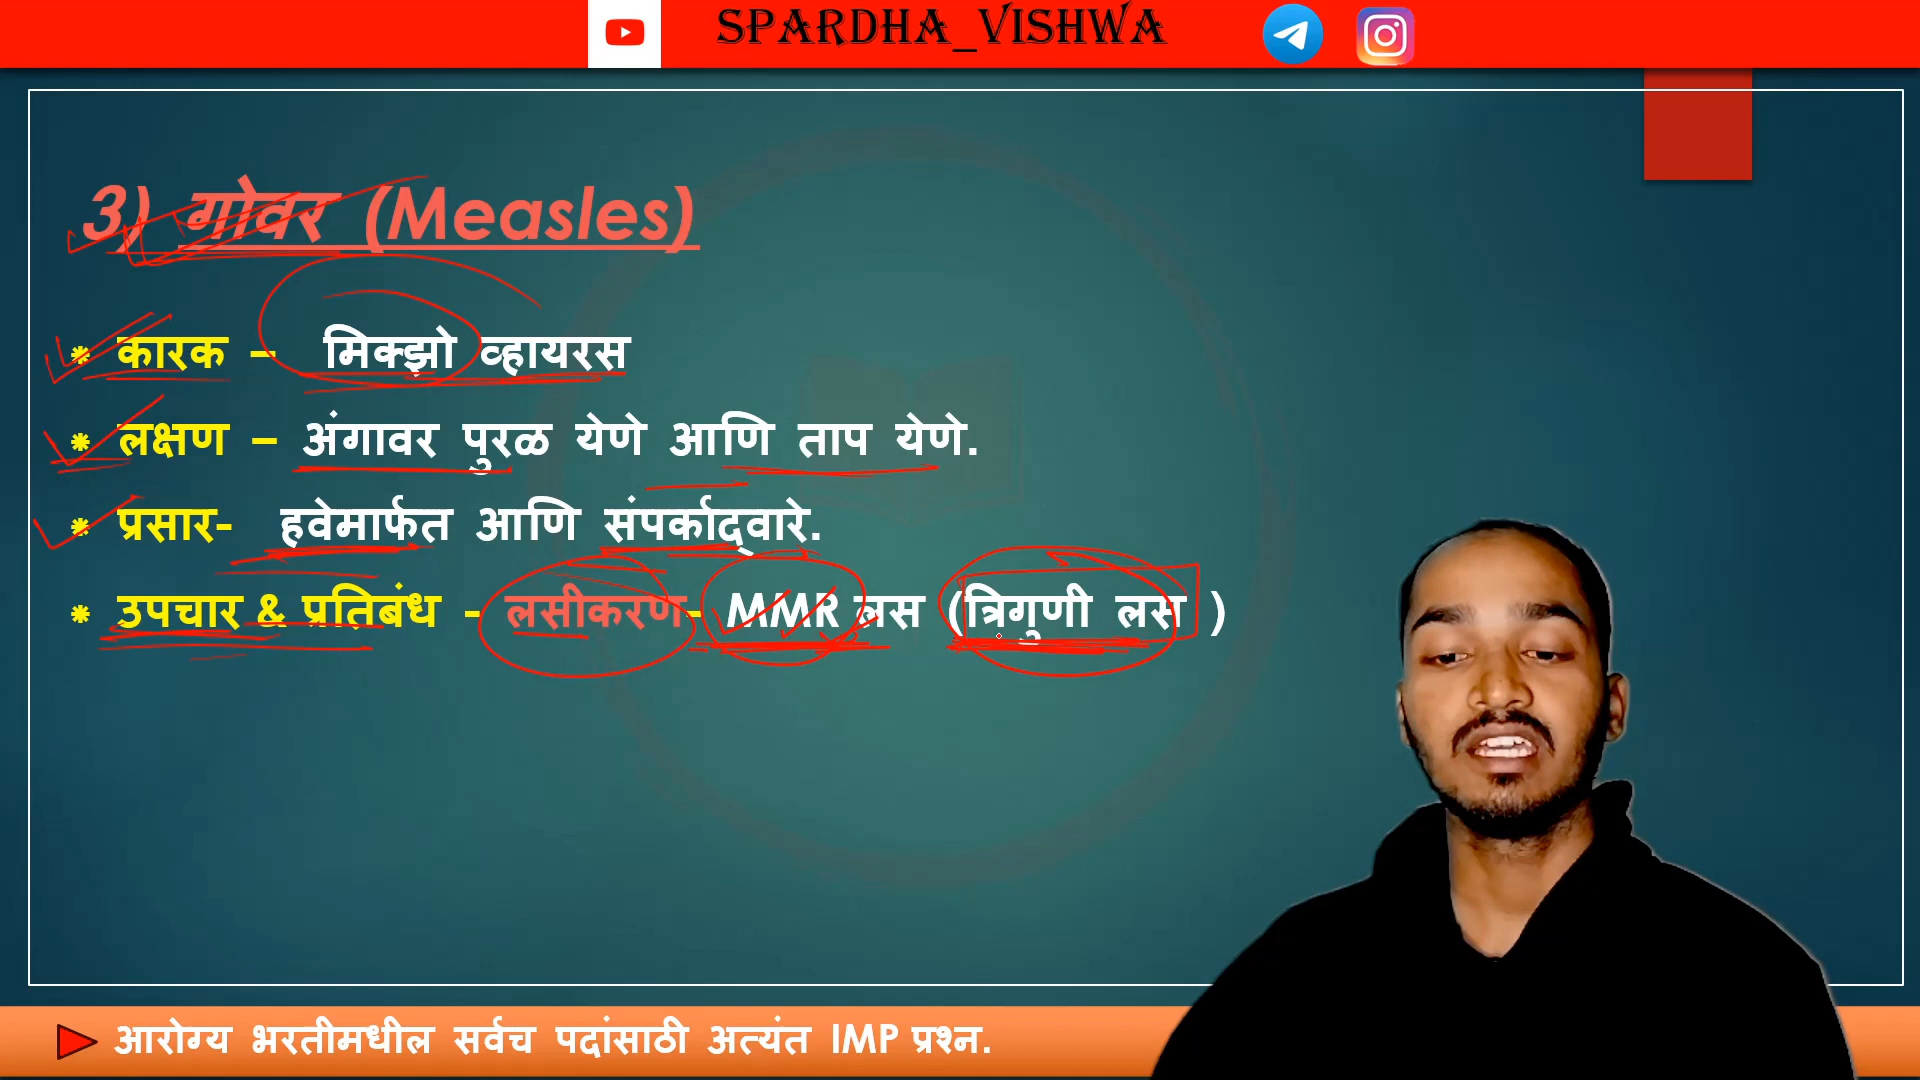 SPARDHA_VISHWA
3) गोवर (Measles)
कारक – मिक्झो व्हायरस
लक्षण – अंगावर पुरळ येणे आणि ताप येणे.
प्रसार- हवेमार्फत आणि संपर्काद्वारे.
उपचार & प्रतिबंध - लसीकरण- MMR लस (त्रिगुणी लस )
आरोग्य भरतीमधील सर्वच पदांसाठी अत्यंत IMP प्रश्न.